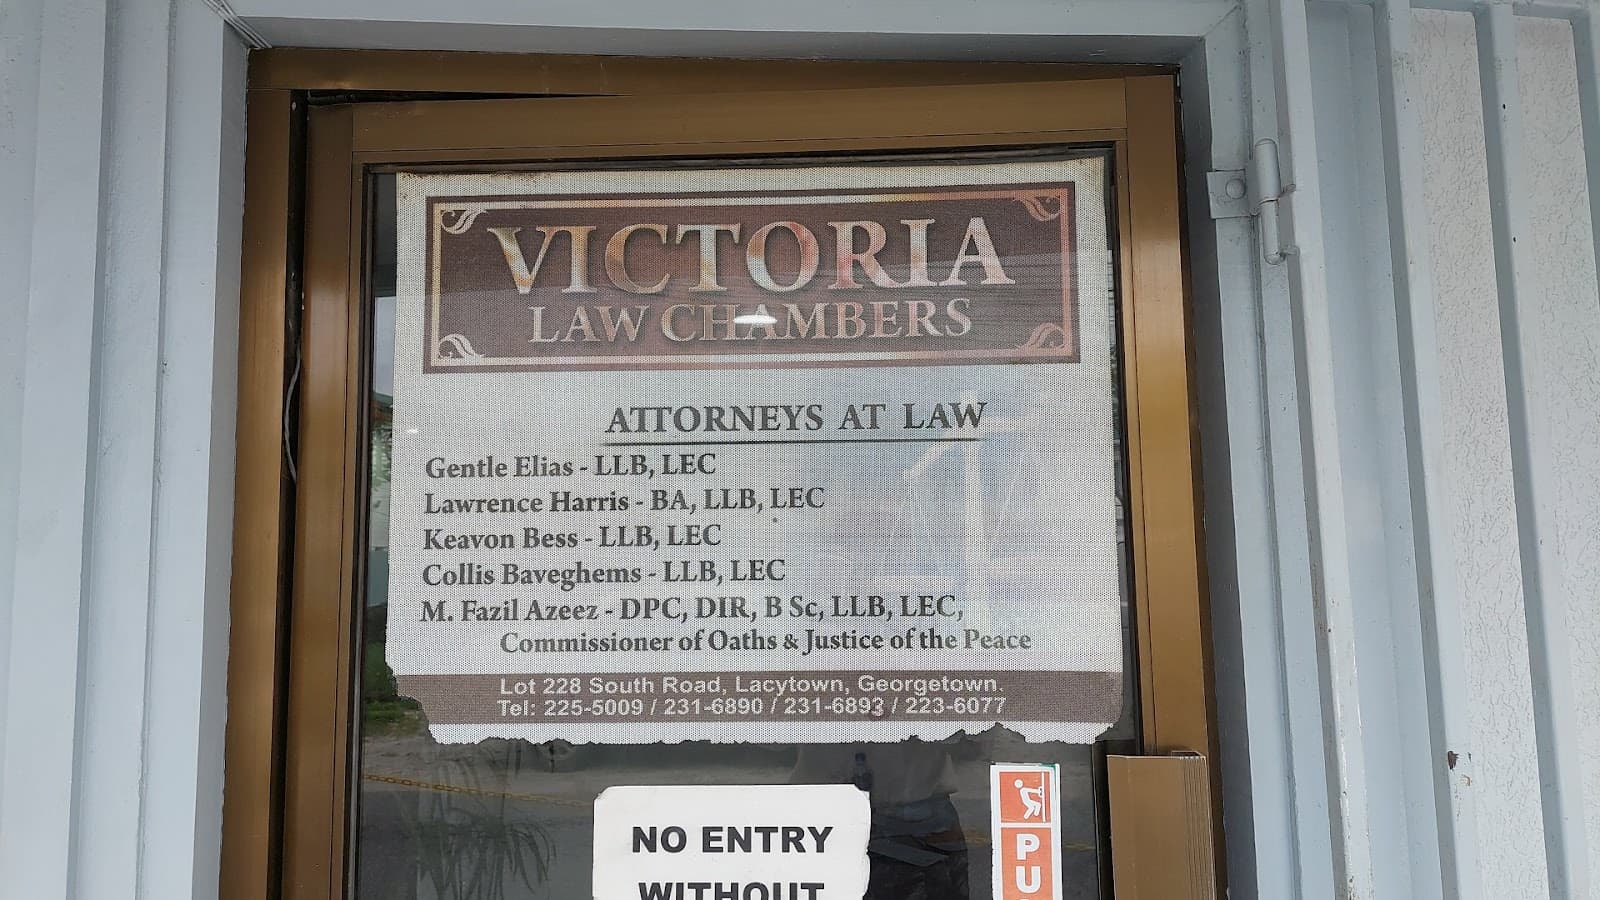 VICTORIA
LAW CHAMBERS
ATTORNEYS AT LAW
Gentle Elias - LLB, LEC
Lawrence Harris - BA, LLB, LEC
Keavon Bess - LLB, LEC
Collis Baveghems - LLB, LEC
M. Fazil Azeez - DPC, DIR, B Sc, LLB, LEC,
Commissioner of Oaths & Justice of the Peace
Lot 228 South Road, Lacytown, Georgetown.
Tel: 225-5009 / 231-6890 / 231-6893 / 223-6077
NO ENTRY
WITHOUT
PU